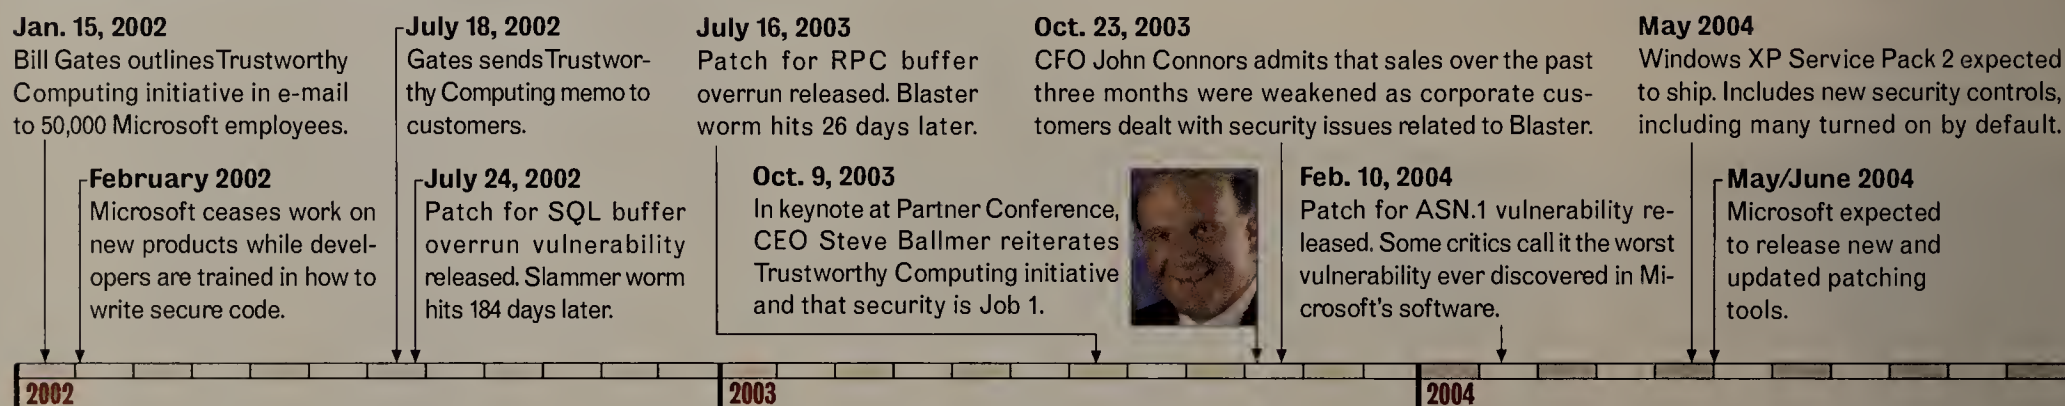 Jan. 15, 2002
Bill Gates outlines Trustworthy
Computing initiative in e-mail
to 50,000 Microsoft employees.
February 2002
Microsoft ceases work on
new products while devel-
opers are trained in how to
write secure code.
July 18, 2002
Gates sends Trustwor-
thy Computing memo to
customers.
July 24, 2002
Patch for SQL buffer
overrun vulnerability
released. Slammer worm
hits 184 days later.
July 16, 2003
Patch for RPC buffer
overrun released. Blaster
worm hits 26 days later.
Oct. 9, 2003
In keynote at Partner Conference,
CEO Steve Ballmer reiterates
Trustworthy Computing initiative
and that security is Job 1.
Oct. 23, 2003
CFO John Connors admits that sales over the past
three months were weakened as corporate cus-
tomers dealt with security issues related to Blaster.
Feb. 10, 2004
Patch for ASN.1 vulnerability re-
leased. Some critics call it the worst
vulnerability ever discovered in Mi-
crosoft's software.
May 2004
Windows XP Service Pack 2 expected
to ship. Includes new security controls,
including many turned on by default.
May/June 2004
Microsoft expected
to release new and
updated patching
tools.
2002
2003
2004